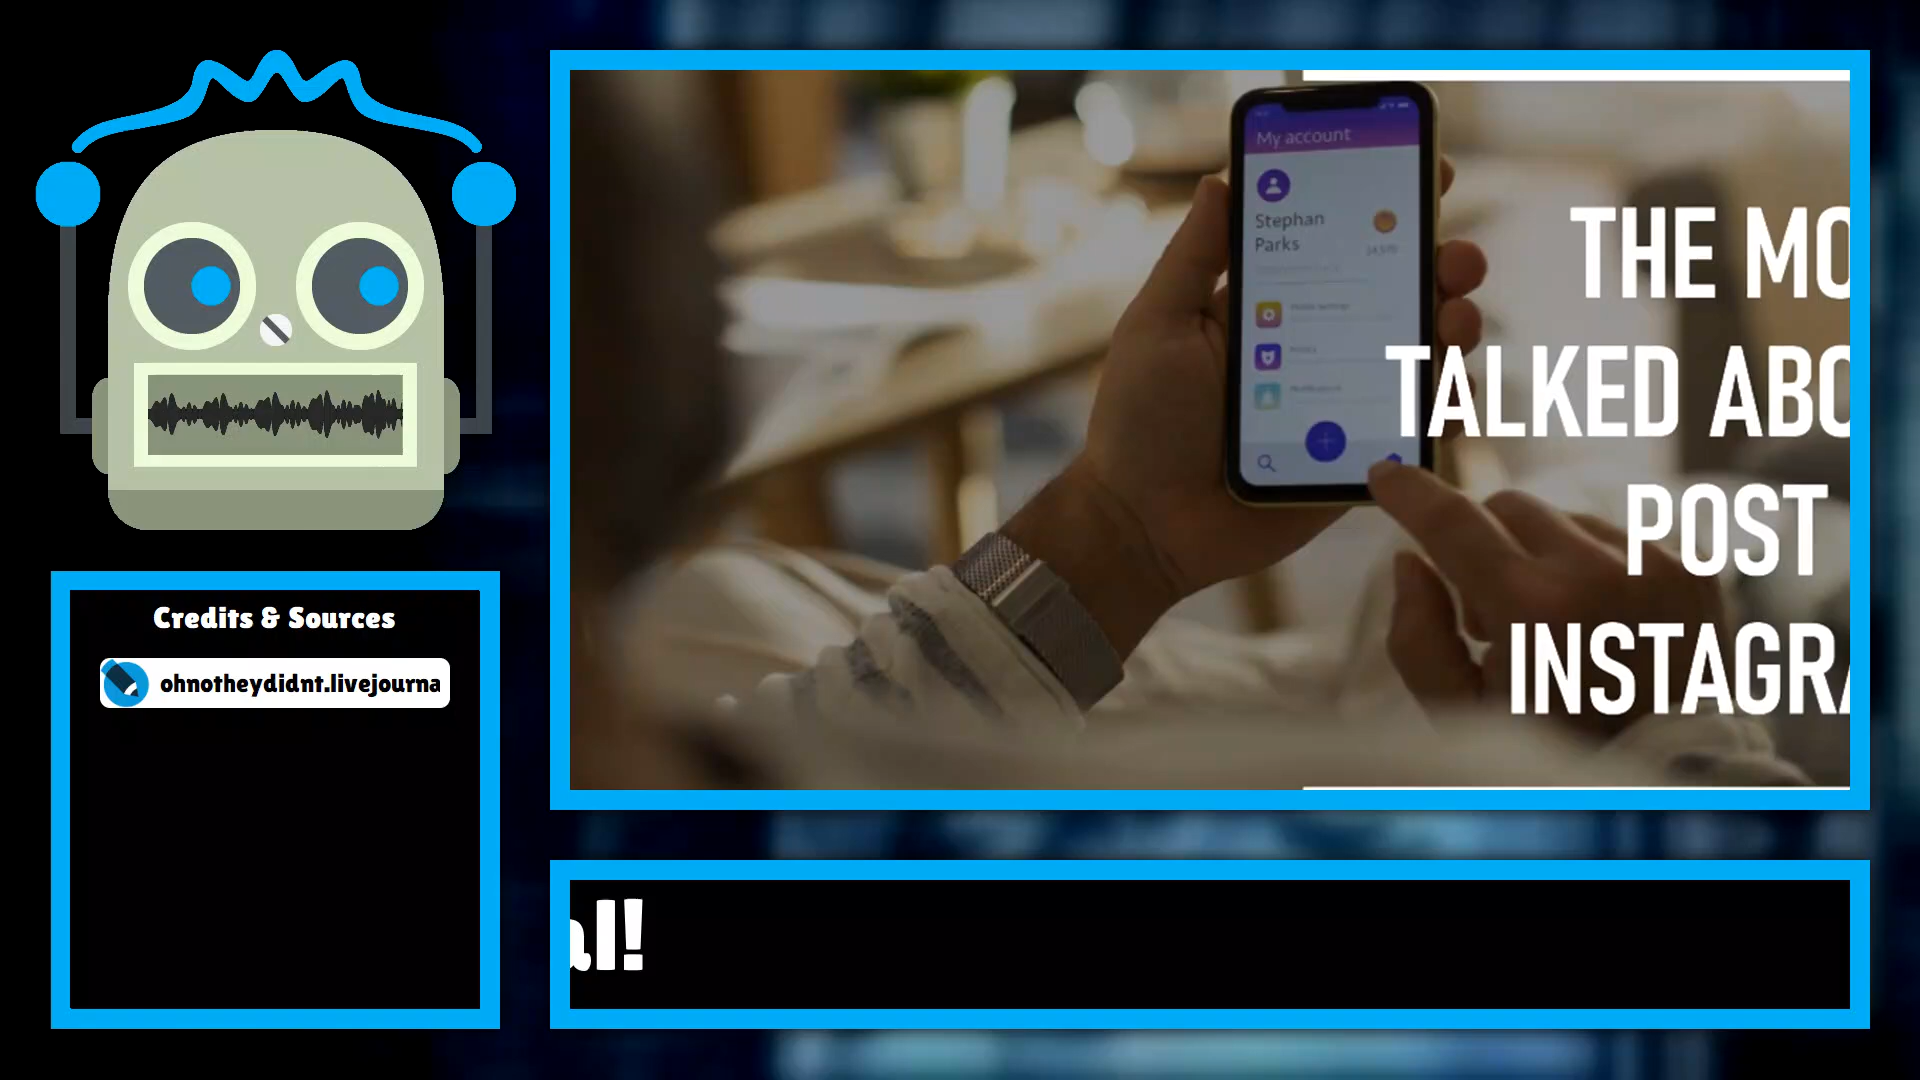 My account
Stephan
Parks
THE MO
TALKED ABO
POST
INSTAGRA
Credits & Sources
ohnotheydidnt.livejourna
al!